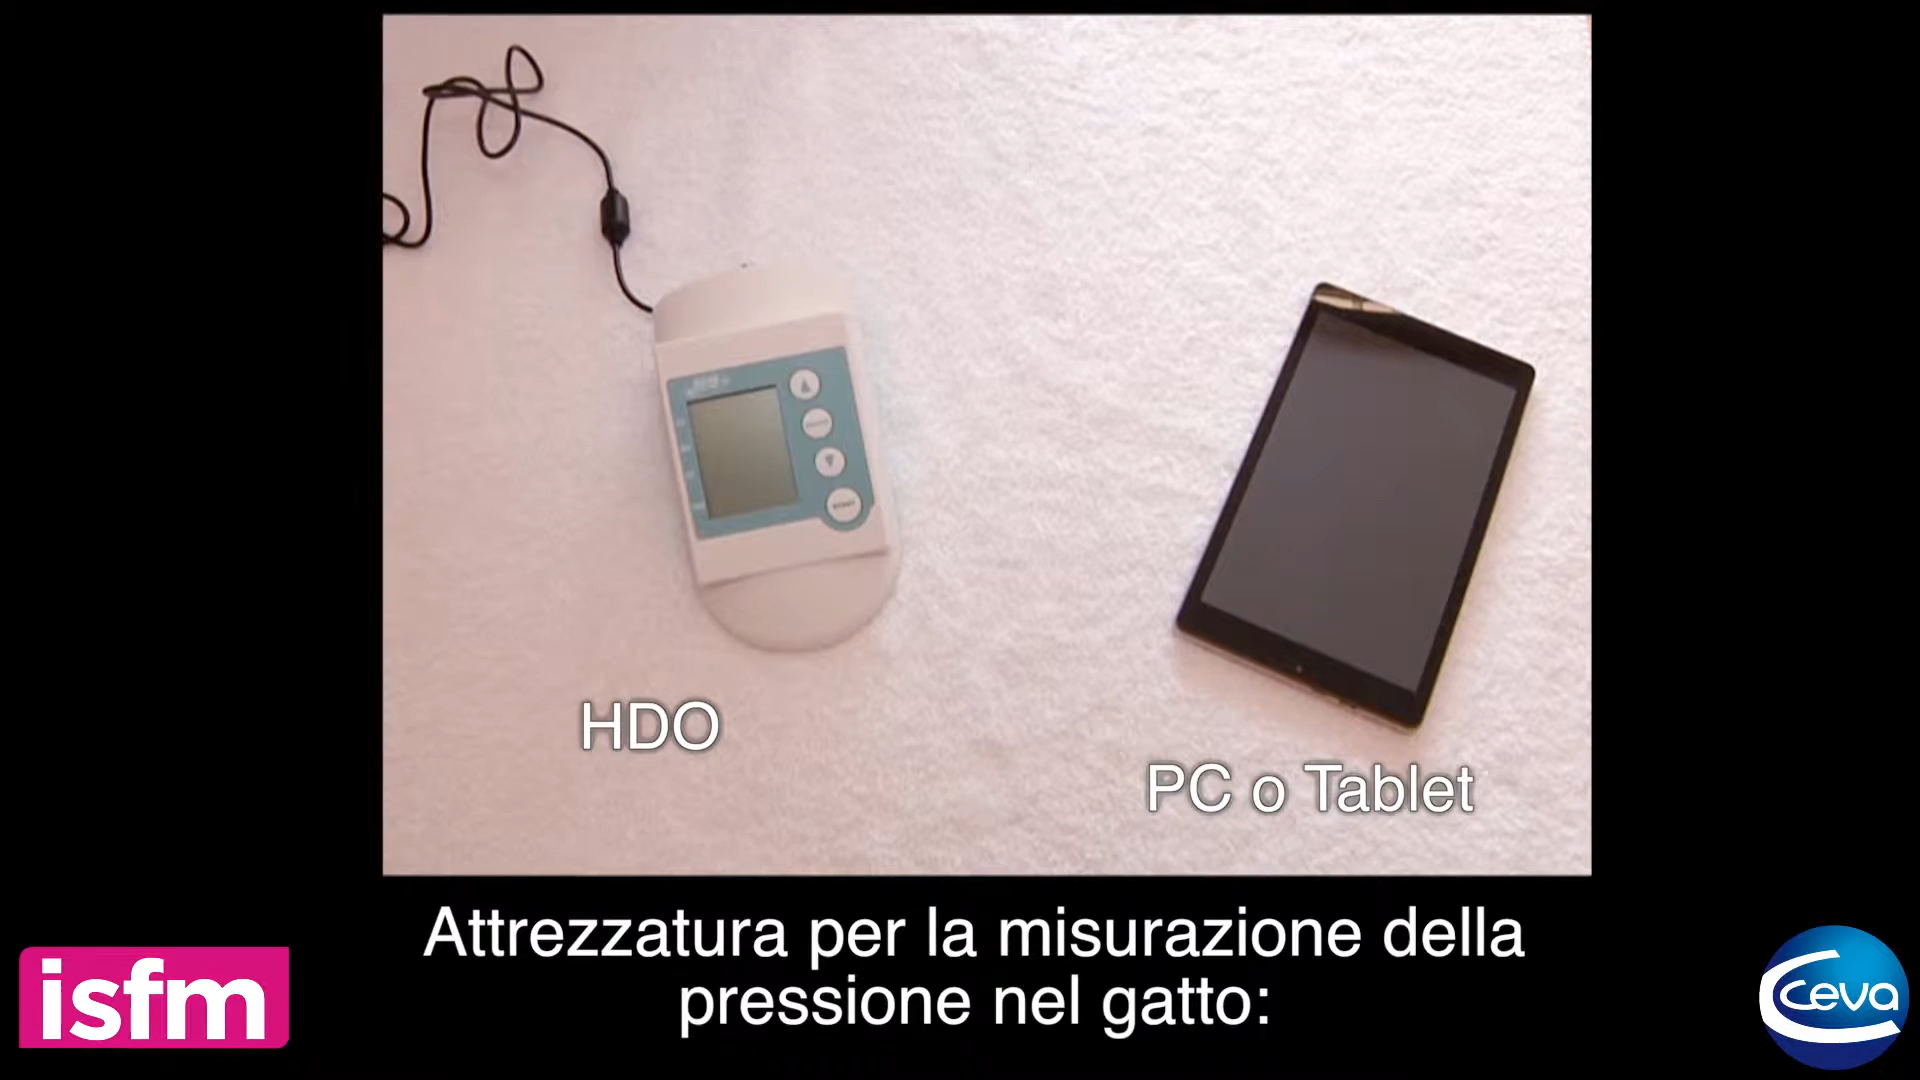 HDO
PC o Tablet
Attrezzatura per la misurazione della
pressione nel gatto:
isfm
Ceva